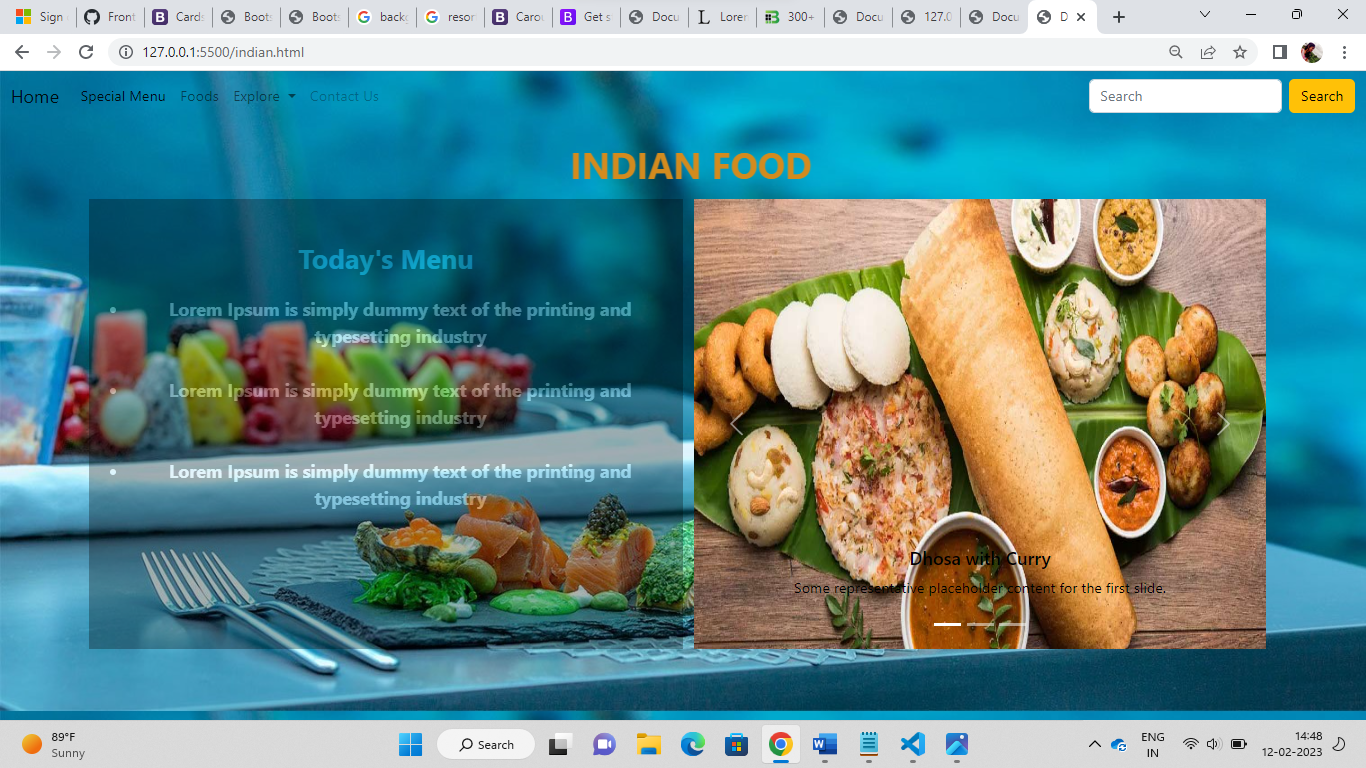 Sign
Front
Cards
Boots
Boots
back
resor
Carou
Get s
Docu
Lorem
300+
Docu
127.0
Docu
D
127.0.0.1:5500/indian.html
Home Special Menu Foods Explore Contact Us Search Search
INDIAN FOOD
Today's Menu
• Lorem Ipsum is simply dummy text of the printing and
typesetting industry
• Lorem Ipsum is simply dummy text of the printing and
typesetting industry
• Lorem Ipsum is simply dummy text of the printing and
typesetting industry
Dhosa with Curry
Some representative placeholder content for the first slide.
89°F
Sunny
Search
ENG
IN
14:48
12-02-2023